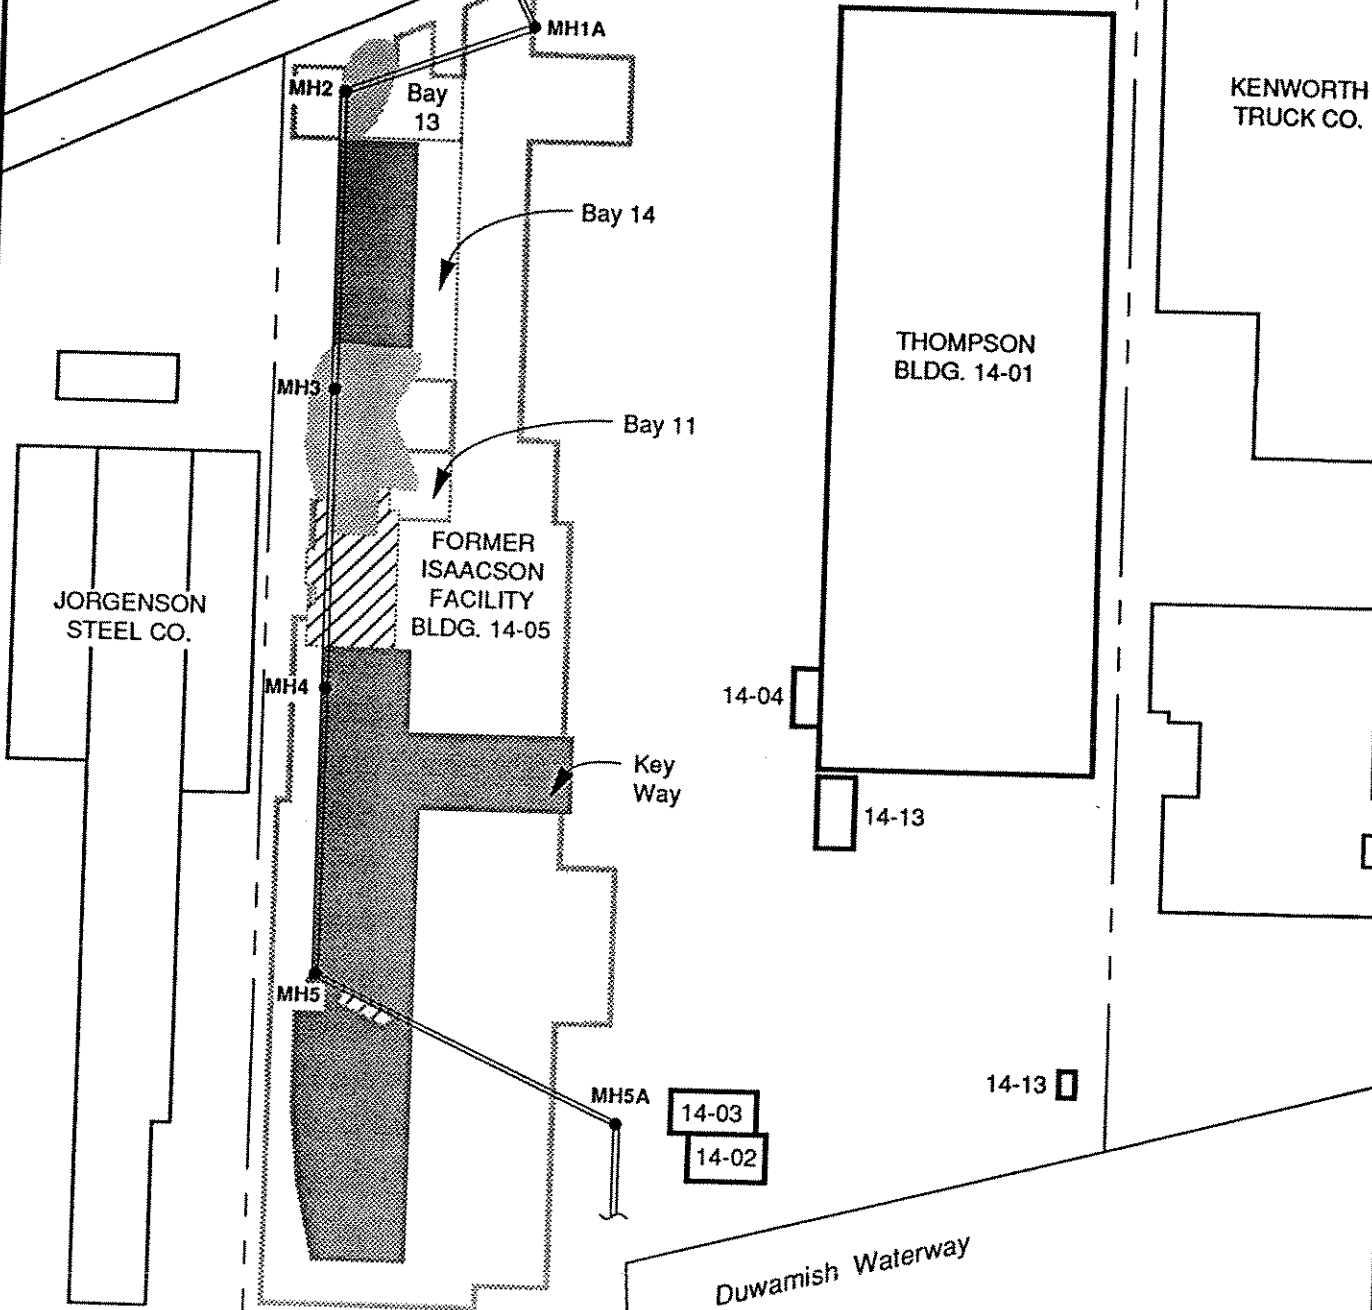 MH1A
MH2
Bay
13
KENWORTH
TRUCK CO.
Bay 14
THOMPSON
BLDG. 14-01
MH3
Bay 11
FORMER
ISAACSON
FACILITY
BLDG. 14-05
JORGENSON
STEEL CO.
MH4
14-04
Key
Way
14-13
MH5
MH5A
14-03
14-13
14-02
Duwamish Waterway